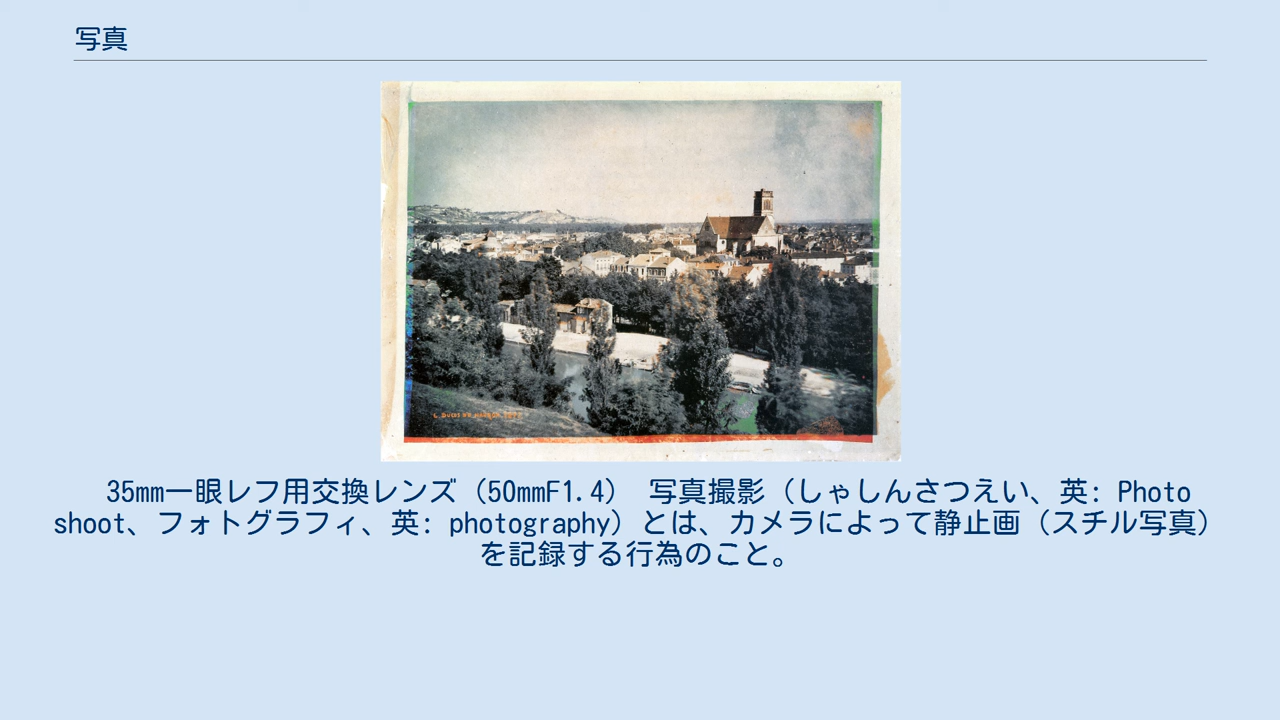 写真
35mm一眼レフ用交換レンズ（50mmF1.4）　写真撮影（しゃしんさつえい、英: Photo
shoot、フォトグラフィ、英: photography）とは、カメラによって静止画（スチル写真）
を記録する行為のこと。